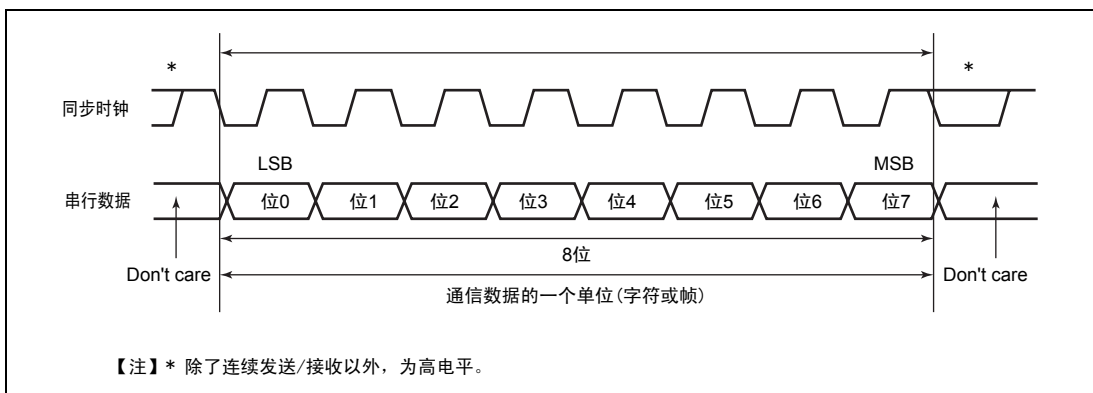 * *
同步时钟
LSB MSB
串行数据 位0 位1 位2 位3 位4 位5 位6 位7
8位
Don't care Don't care
通信数据的一个单位(字符或帧)
【注】* 除了连续发送/接收以外，为高电平。